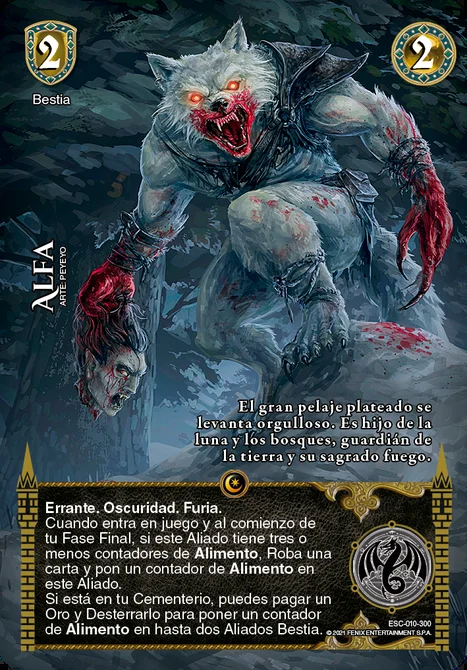 2
2
Bestia
ALFA
ARTE: PEYEYO
El gran pelaje plateado se
levanta orgulloso. Es hijo de la
luna y los bosques, guardián de
la tierra y su sagrado fuego.
Errante. Oscuridad. Furia.
Cuando entra en juego y al comienzo de
tu Fase Final, si este Aliado tiene tres o
menos contadores de Alimento, Roba una
carta y pon un contador de Alimento en
este Aliado.
Si está en tu Cementerio, puedes pagar un
Oro y Desterrarlo para poner un contador
de Alimento en hasta dos Aliados Bestia.
ESC-010-300
© 2021 FENIX ENTERTAINMENT S.P.A.